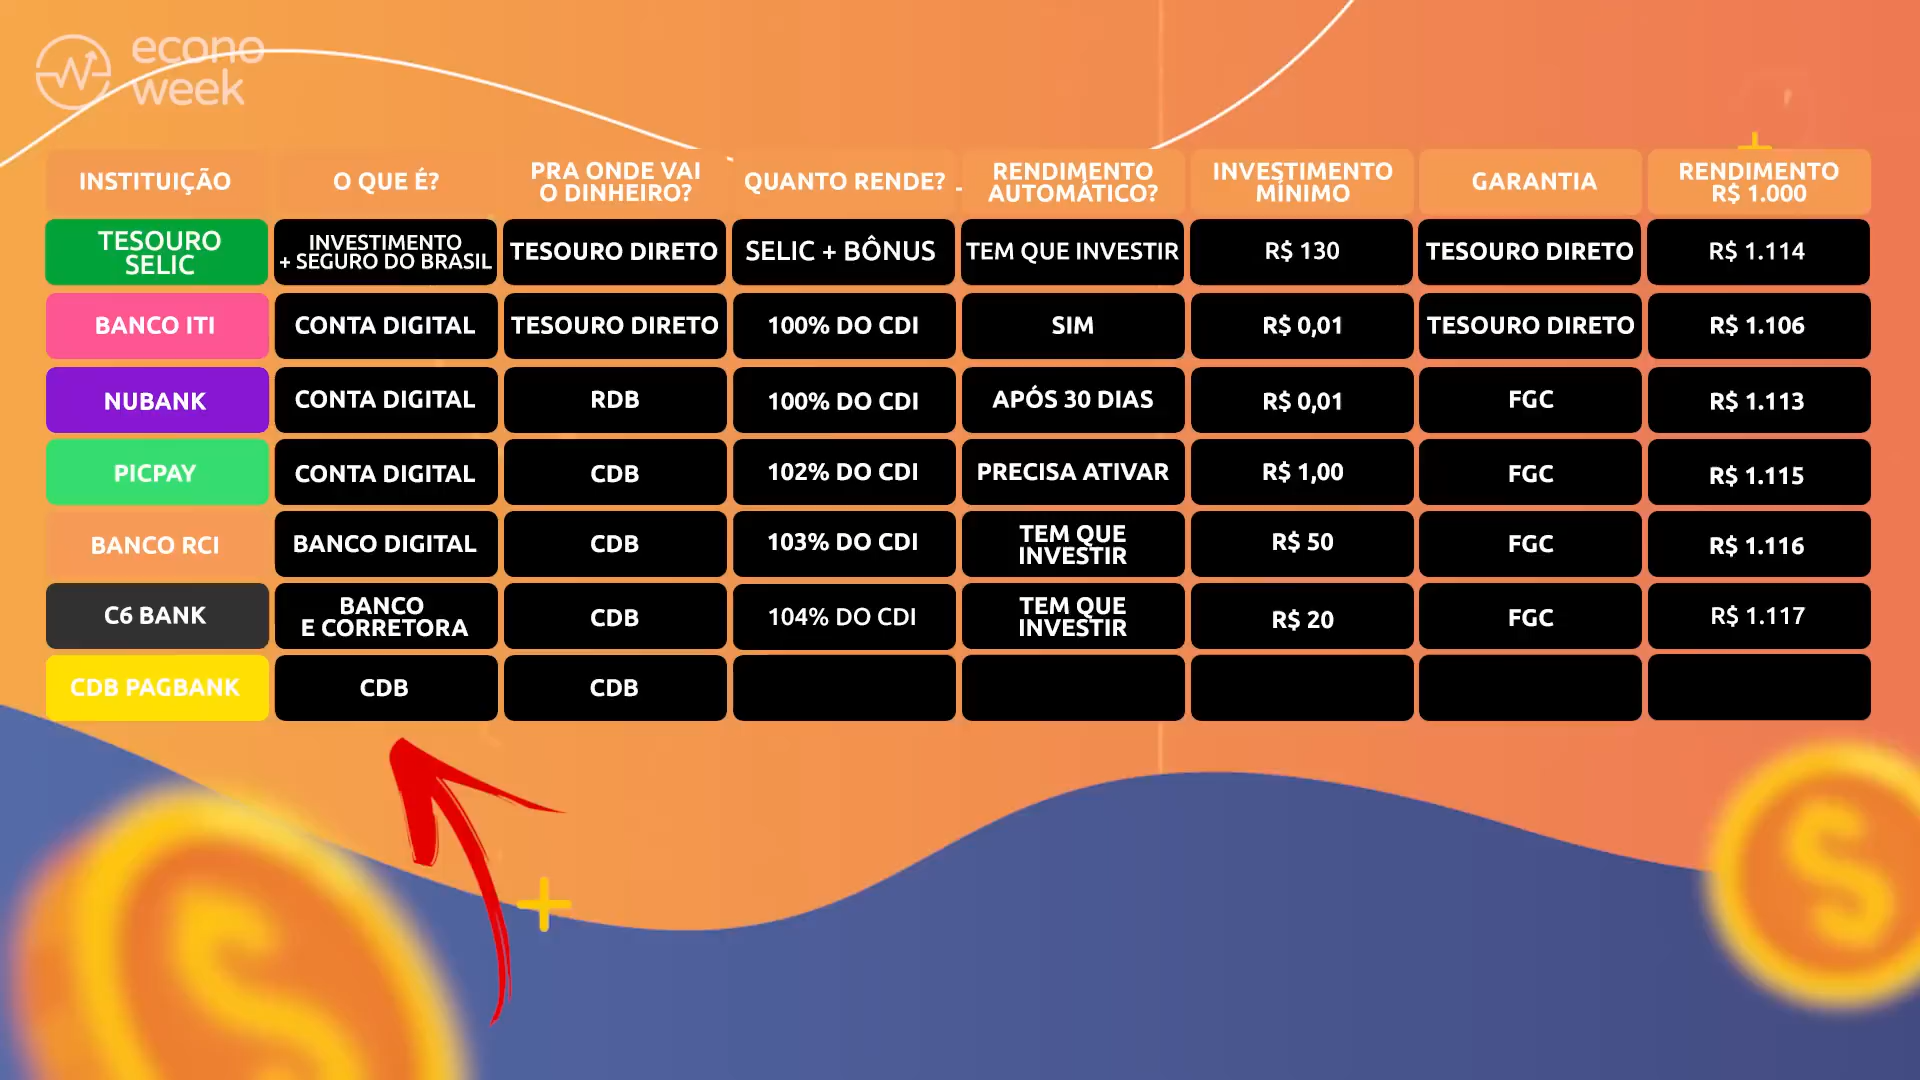 econo
week
INSTITUIÇÃO
O QUE É?
PRA ONDE VAI
O DINHEIRO?
QUANTO RENDE?
RENDIMENTO
AUTOMÁTICO?
INVESTIMENTO
MÍNIMO
GARANTIA
RENDIMENTO
R$ 1.000
TESOURO
SELIC
INVESTIMENTO
+ SEGURO DO BRASIL
TESOURO DIRETO
SELIC + BÔNUS
TEM QUE INVESTIR
R$ 130
TESOURO DIRETO
R$ 1.114
BANCO ITI
CONTA DIGITAL
TESOURO DIRETO
100% DO CDI
SIM
R$ 0,01
TESOURO DIRETO
R$ 1.106
NUBANK
CONTA DIGITAL
RDB
100% DO CDI
APÓS 30 DIAS
R$ 0,01
FGC
R$ 1.113
PICPAY
CONTA DIGITAL
CDB
102% DO CDI
PRECISA ATIVAR
R$ 1,00
FGC
R$ 1.115
BANCO RCI
BANCO DIGITAL
CDB
103% DO CDI
TEM QUE
INVESTIR
R$ 50
FGC
R$ 1.116
C6 BANK
BANCO
E CORRETORA
CDB
104% DO CDI
TEM QUE
INVESTIR
R$ 20
FGC
R$ 1.117
CDB PAGBANK
CDB
CDB